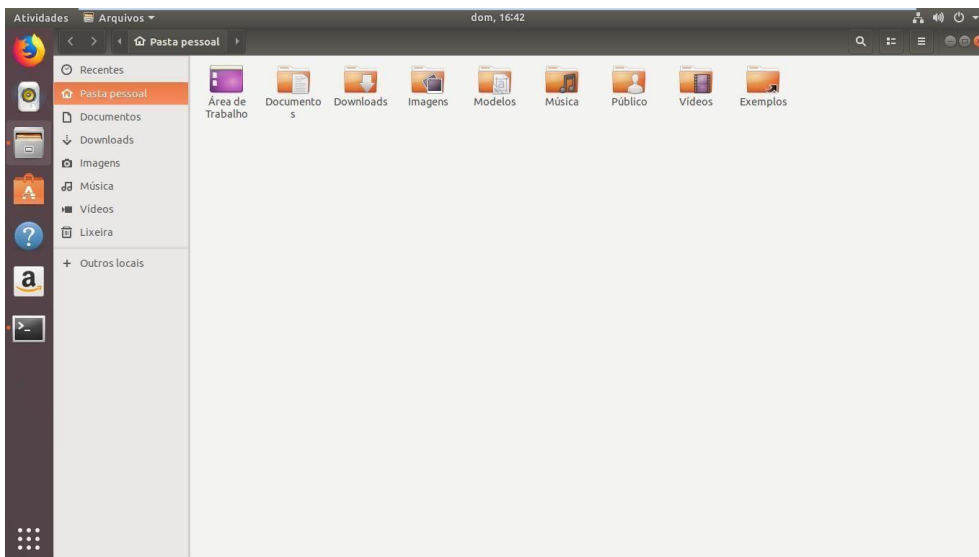 Atividades Arquivos dom, 16:42
Pasta pessoal
Recentes
Pasta pessoal
Documentos
Downloads
Imagens
Música
Vídeos
Lixeira
+ Outros locais
Área de
Trabalho
Documento
s
Downloads
Imagens
Modelos
Música
Público
Vídeos
Exemplos
a
>_